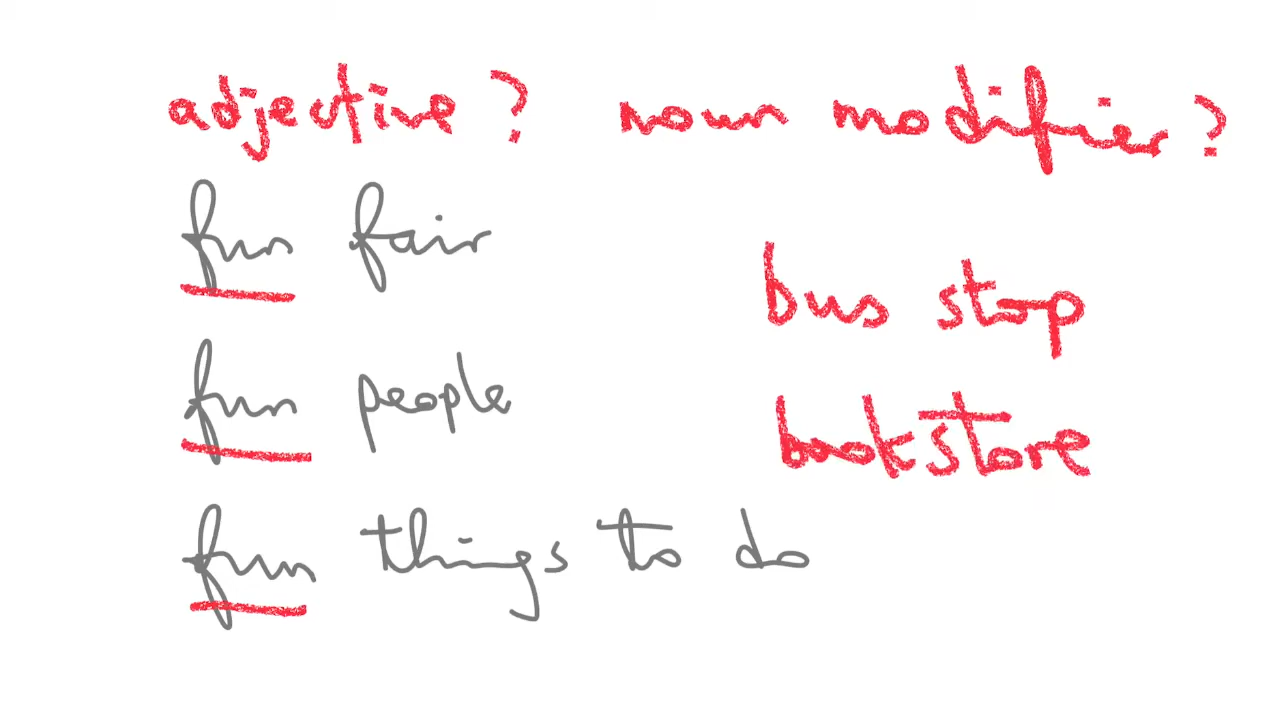 adjective? noun modifier?
fun fair
bus stop
fun people
bookstore
fun things to do